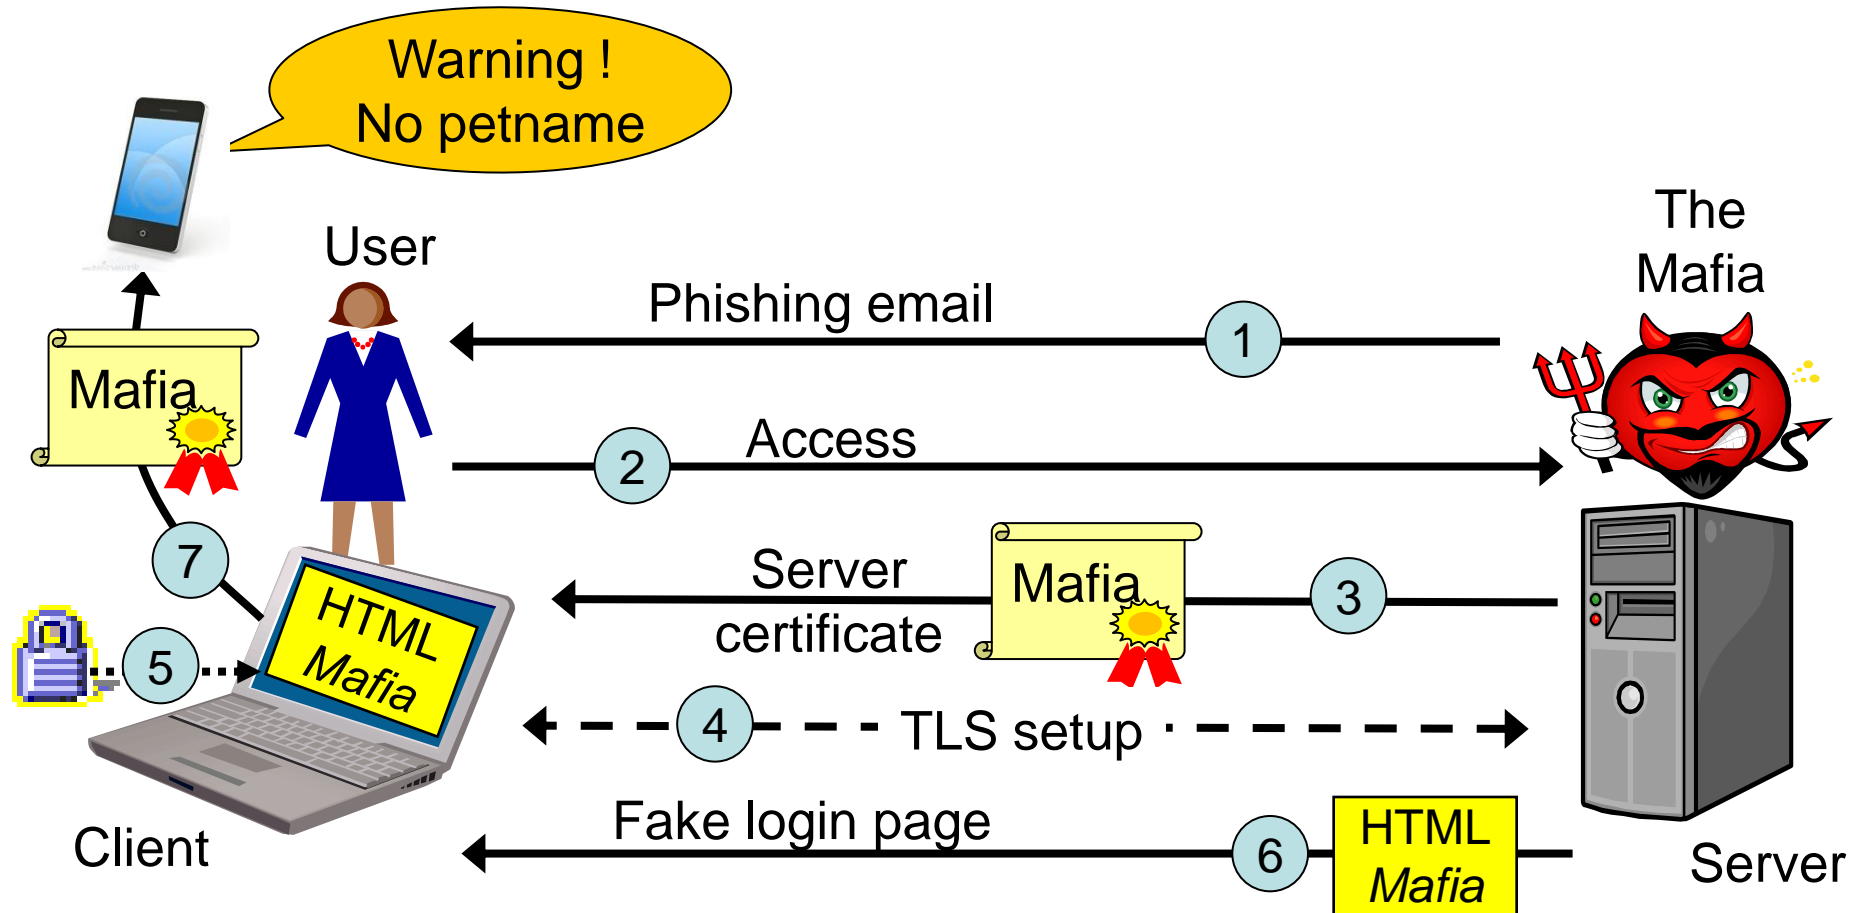 Warning !
No petname
The
Mafia
User
Phishing email
1
Mafia
Access
2
7
Server
certificate
Mafia
3
HTML
Mafia
5
4
TLS setup
Fake login page
6
HTML
Mafia
Client
Server